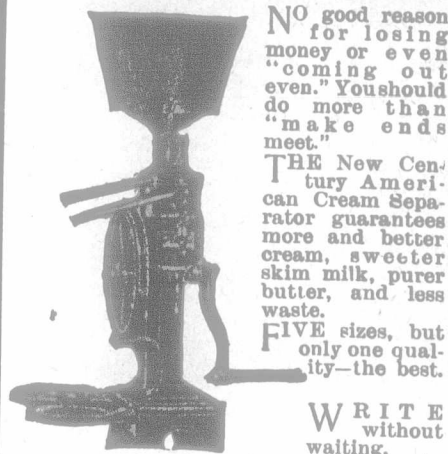 NO good reason
for losing
money or even
"coming out
even." You should
do more than
"make ends
meet."
THE New Cen-
tury Ameri-
can Cream Sepa-
rator guarantees
more and better
cream, sweeter
skim milk, purer
butter, and less
waste.
FIVE sizes, but
only one qual-
ity—the best.
WRITE
without
waiting.